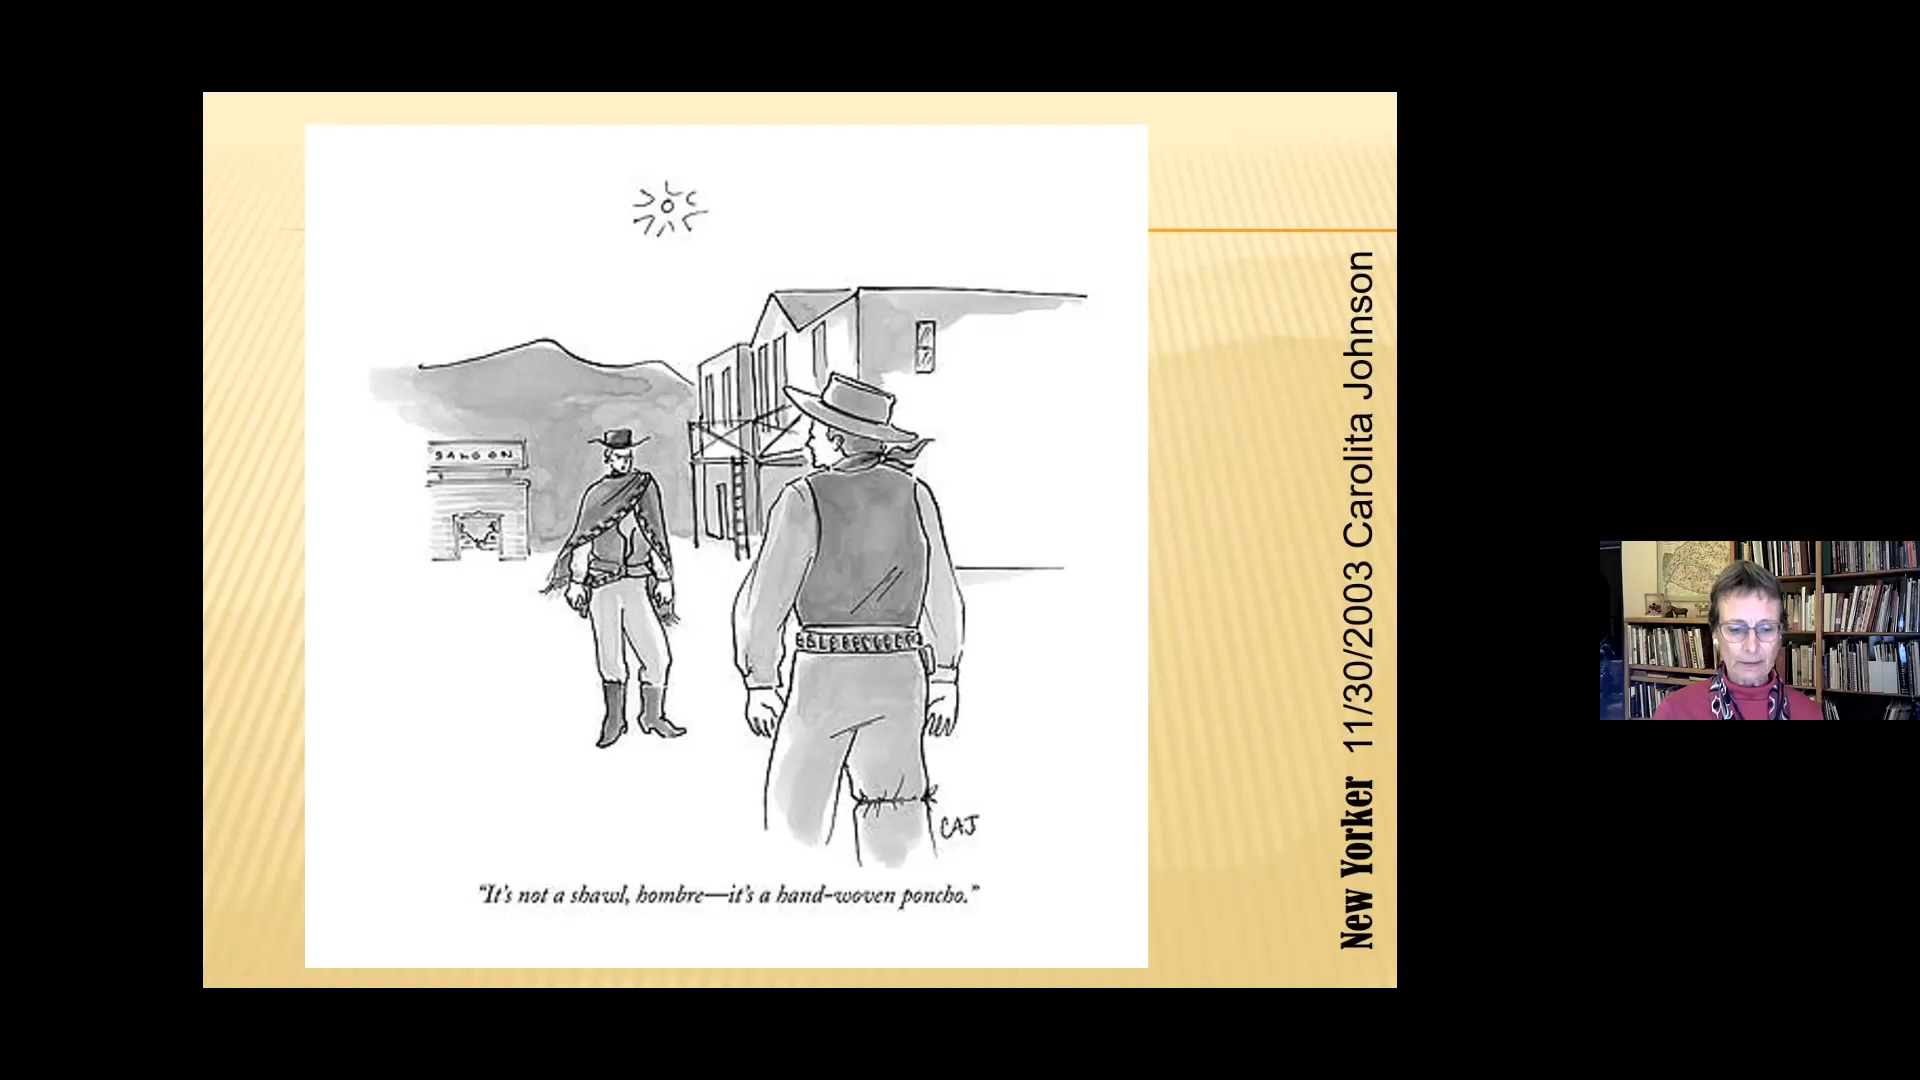 SALOON
CAJ
“It's not a shawl, hombre—it's a hand-woven poncho.”
New Yorker 11/30/2003 Carolita Johnson